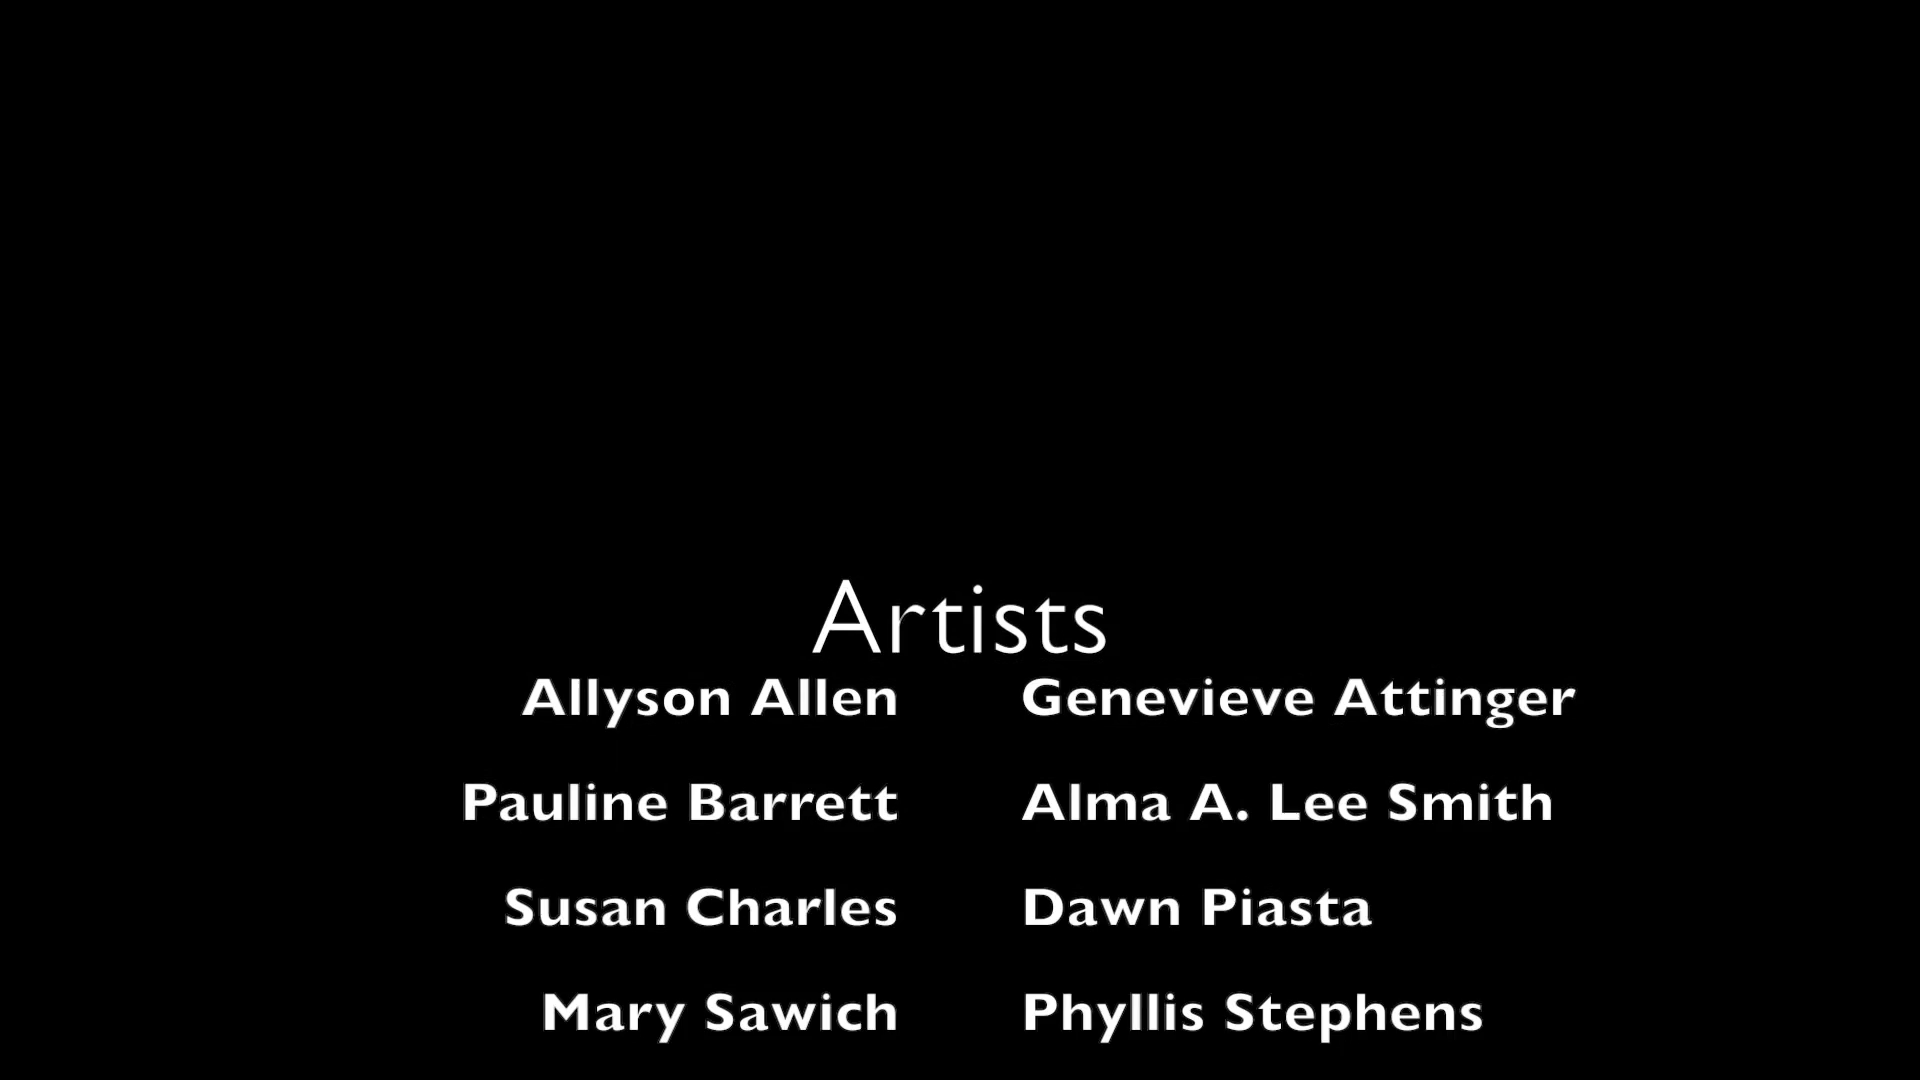 Artists
Allyson Allen Genevieve Attinger
Pauline Barrett Alma A. Lee Smith
Susan Charles Dawn Piasta
Mary Sawich Phyllis Stephens